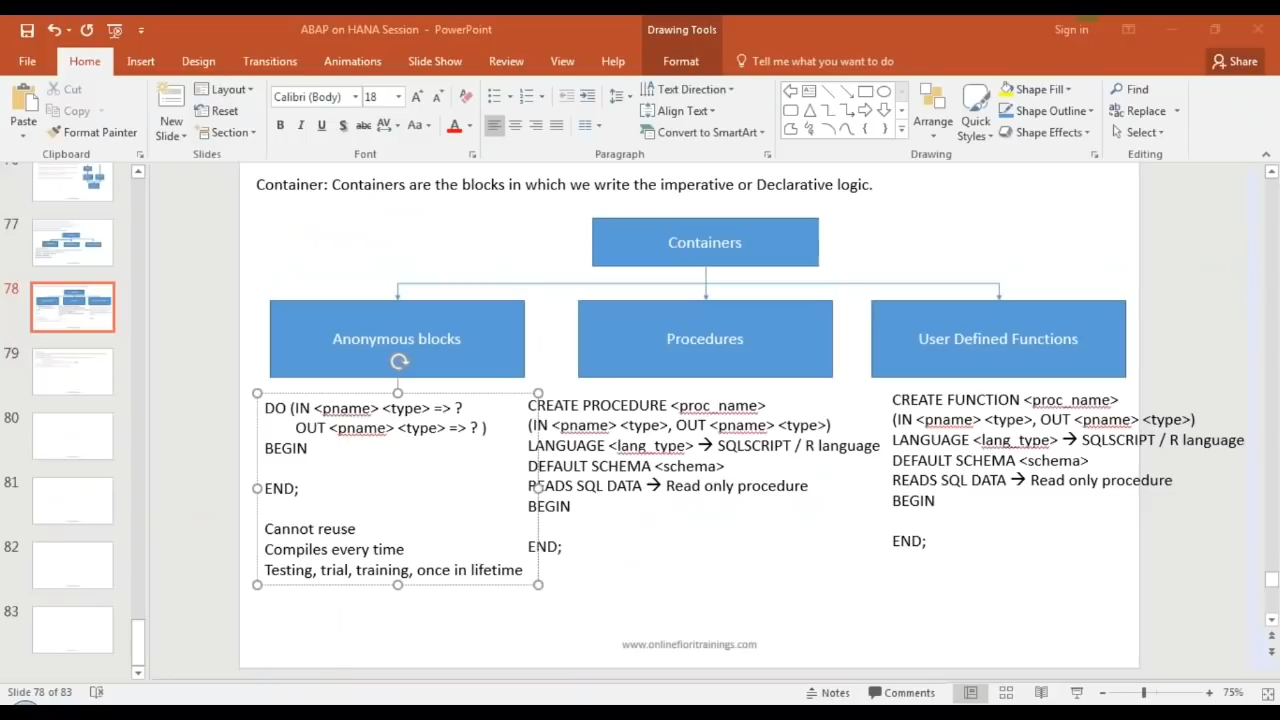 ABAP on HANA Session - PowerPoint
Drawing Tools
Sign in
File
Home
Insert
Design
Transitions
Animations
Slide Show
Review
View
Help
Format
Tell me what you want to do
Share
Paste
Cut
Copy
Format Painter
Clipboard
New
Slide
Layout
Reset
Section
Slides
Calibri (Body)
18
Font
Text Direction
Align Text
Convert to SmartArt
Paragraph
Arrange
Quick
Styles
Shape Fill
Shape Outline
Shape Effects
Drawing
Find
Replace
Select
Editing
77
78
79
80
81
82
83
Container: Containers are the blocks in which we write the imperative or Declarative logic.
Containers
Anonymous blocks
Procedures
User Defined Functions
DO (IN <pname> <type> => ?
OUT <pname> <type> => ? )
BEGIN
END;
Cannot reuse
Compiles every time
Testing, trial, training, once in lifetime
CREATE PROCEDURE <proc_name>
(IN <pname> <type>, OUT <pname> <type>)
LANGUAGE <lang_type> → SQLSCRIPT / R language
DEFAULT SCHEMA <schema>
READS SQL DATA → Read only procedure
BEGIN
END;
CREATE FUNCTION <proc_name>
(IN <pname> <type>, OUT <pname> <type>)
LANGUAGE <lang_type> → SQLSCRIPT / R language
DEFAULT SCHEMA <schema>
READS SQL DATA → Read only procedure
BEGIN
END;
www.onlinefioritrainings.com
Slide 78 of 83
Notes
Comments
75%